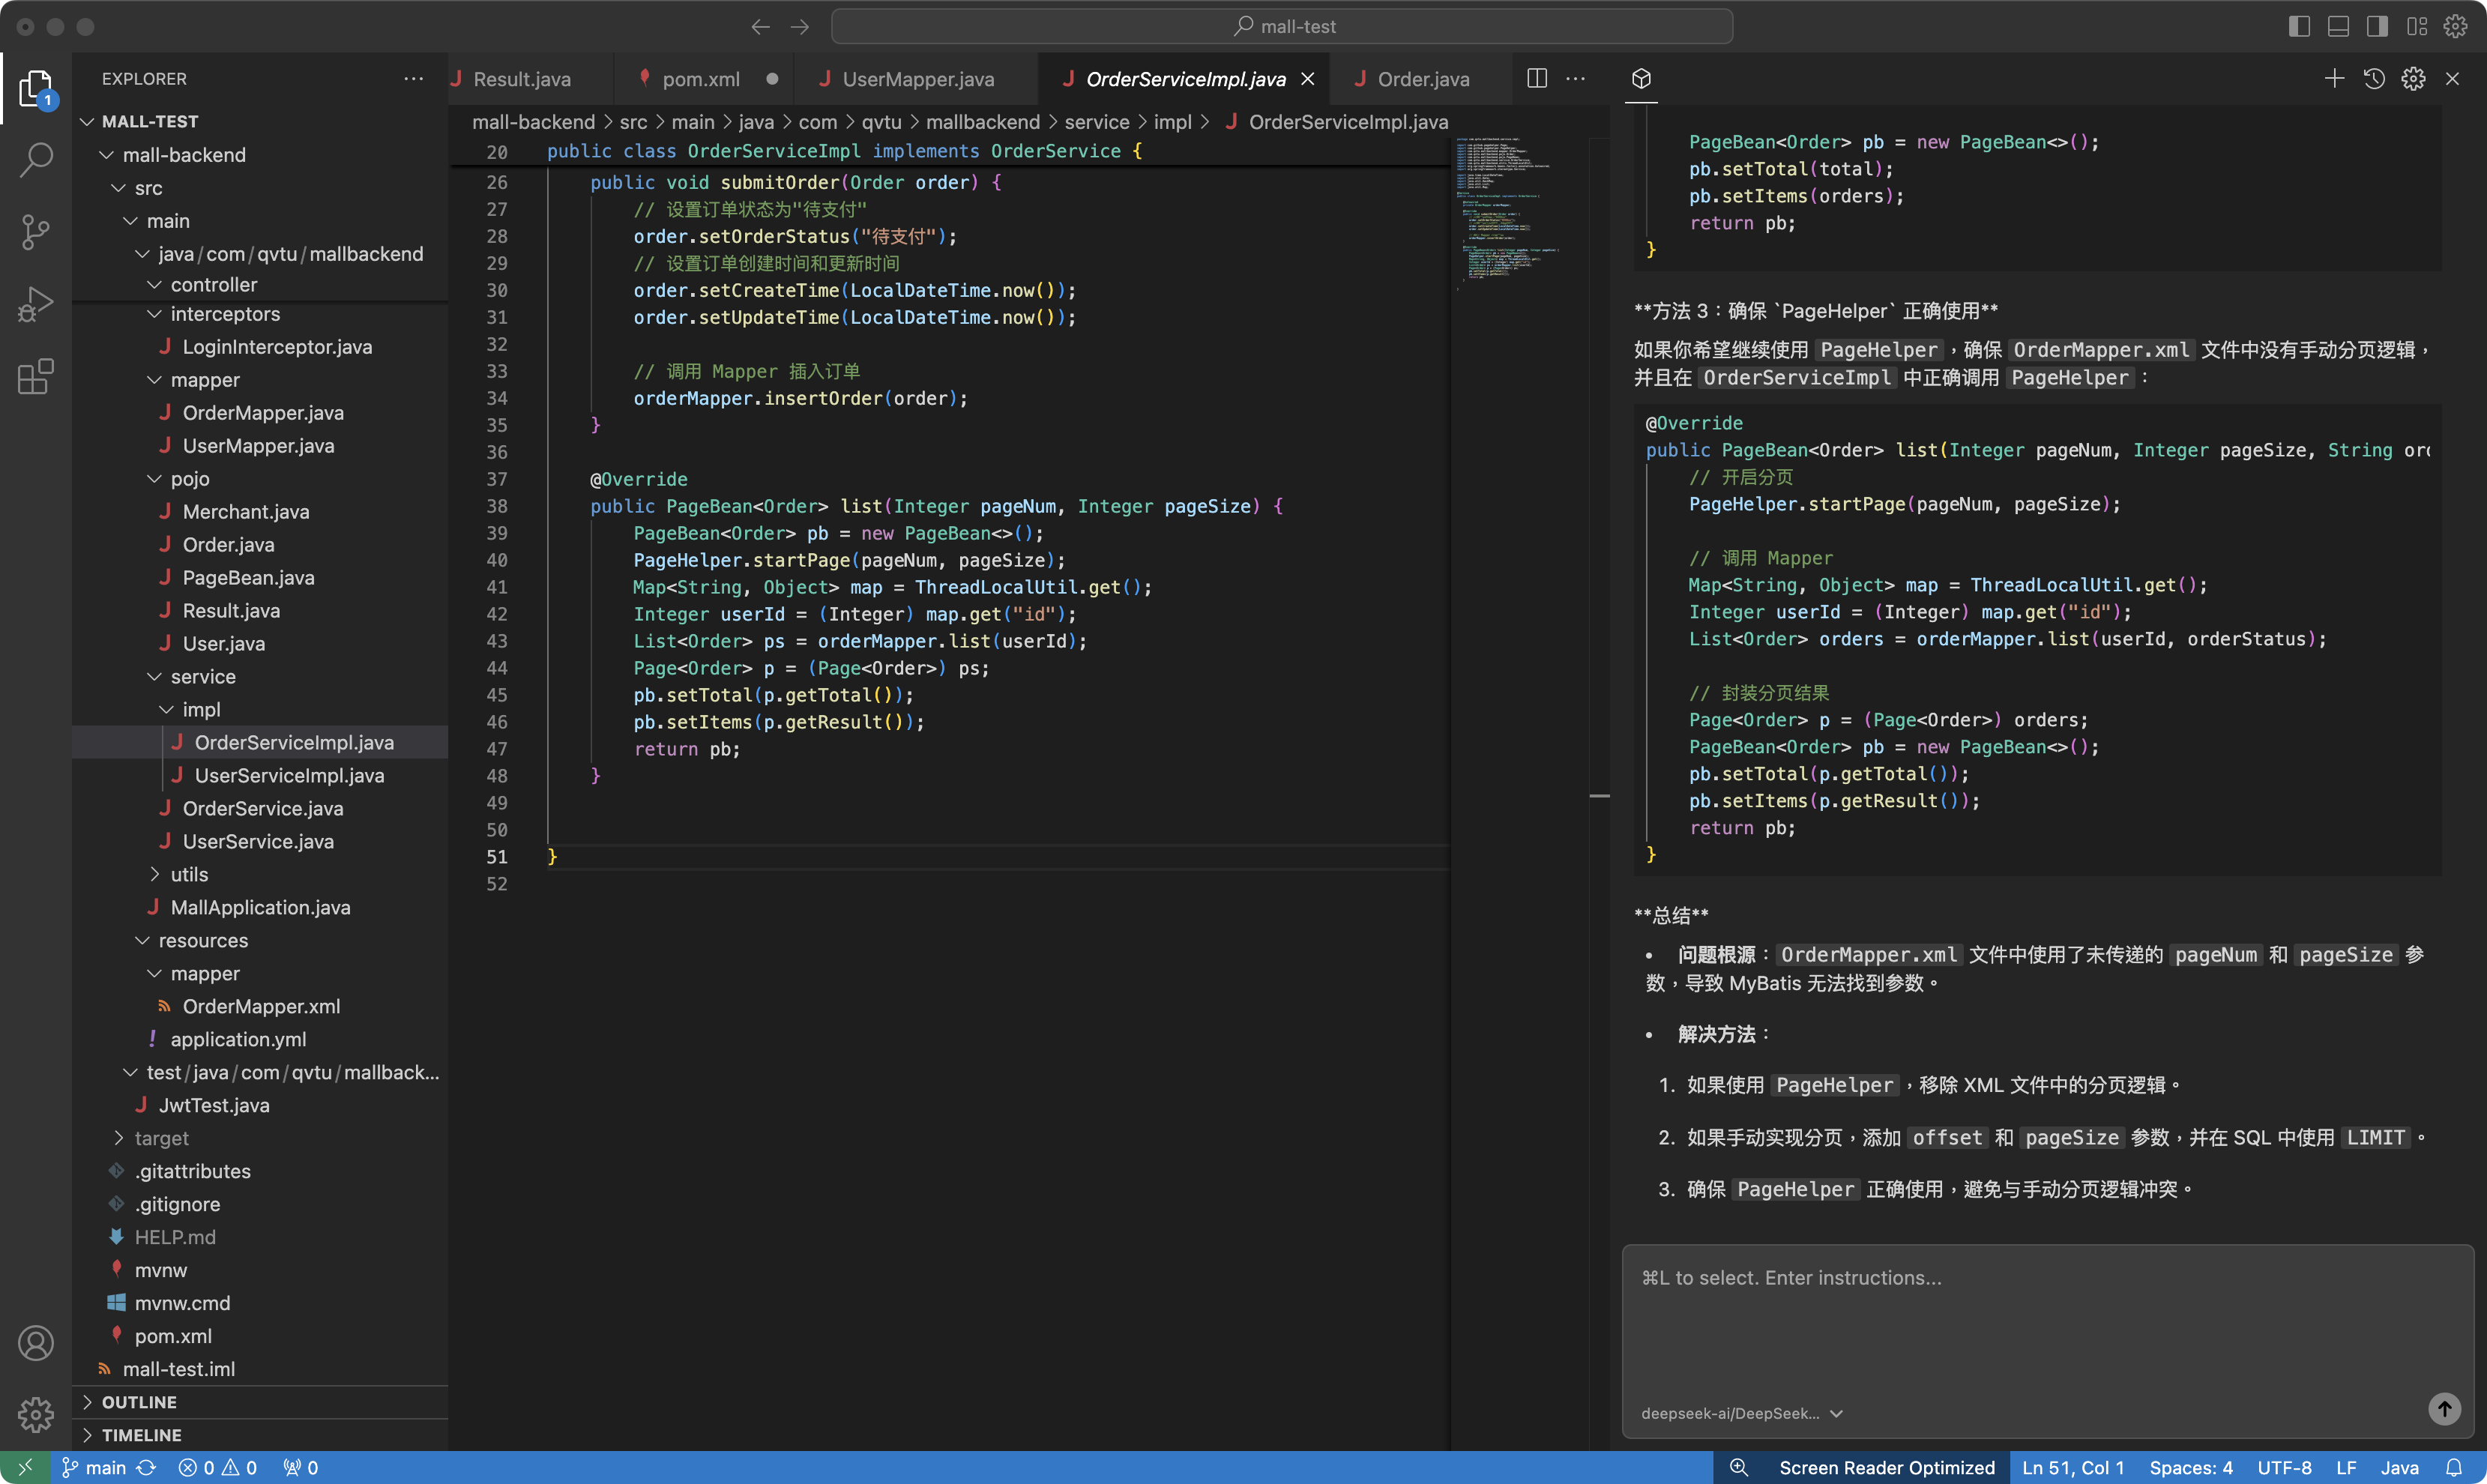 mall-test
1
EXPLORER
MALL-TEST
mall-backend
src
main
java/com/qvtu/mallbackend
controller
interceptors
LoginInterceptor.java
mapper
OrderMapper.java
UserMapper.java
pojo
Merchant.java
Order.java
PageBean.java
Result.java
User.java
service
impl
OrderServiceImpl.java
UserServiceImpl.java
OrderService.java
UserService.java
utils
MallApplication.java
resources
mapper
OrderMapper.xml
application.yml
test/java/com/qvtu/mallback...
JwtTest.java
target
.gitattributes
.gitignore
HELP.md
mvnw
mvnw.cmd
pom.xml
mall-test.iml
OUTLINE
TIMELINE
Result.java
pom.xml
UserMapper.java
OrderServiceImpl.java
Order.java
mall-backend > src > main > java > com > qvtu > mallbackend > service > impl > OrderServiceImpl.java
20 public class OrderServiceImpl implements OrderService {
26 public void submitOrder(Order order) {
27 // 设置订单状态为"待支付"
28 order.setOrderStatus("待支付");
29 // 设置订单创建时间和更新时间
30 order.setCreateTime(LocalDateTime.now());
31 order.setUpdateTime(LocalDateTime.now());
32
33 // 调用 Mapper 插入订单
34 orderMapper.insertOrder(order);
35 }
36
37 @Override
38 public PageBean<Order> list(Integer pageNum, Integer pageSize) {
39 PageBean<Order> pb = new PageBean<>();
40 PageHelper.startPage(pageNum, pageSize);
41 Map<String, Object> map = ThreadLocalUtil.get();
42 Integer userId = (Integer) map.get("id");
43 List<Order> ps = orderMapper.list(userId);
44 Page<Order> p = (Page<Order>) ps;
45 pb.setTotal(p.getTotal());
46 pb.setItems(p.getResult());
47 return pb;
48 }
49
50
51 }
52
PageBean<Order> pb = new PageBean<>();
pb.setTotal(total);
pb.setItems(orders);
return pb;
}
**方法 3：确保 `PageHelper` 正确使用**
如果你希望继续使用 PageHelper，确保 OrderMapper.xml 文件中没有手动分页逻辑，
并且在 OrderServiceImpl 中正确调用 PageHelper：
@Override
public PageBean<Order> list(Integer pageNum, Integer pageSize, String ord
// 开启分页
PageHelper.startPage(pageNum, pageSize);
// 调用 Mapper
Map<String, Object> map = ThreadLocalUtil.get();
Integer userId = (Integer) map.get("id");
List<Order> orders = orderMapper.list(userId, orderStatus);
// 封装分页结果
Page<Order> p = (Page<Order>) orders;
PageBean<Order> pb = new PageBean<>();
pb.setTotal(p.getTotal());
pb.setItems(p.getResult());
return pb;
}
**总结**
• 问题根源：OrderMapper.xml 文件中使用了未传递的 pageNum 和 pageSize 参
数，导致 MyBatis 无法找到参数。
• 解决方法：
1. 如果使用 PageHelper，移除 XML 文件中的分页逻辑。
2. 如果手动实现分页，添加 offset 和 pageSize 参数，并在 SQL 中使用 LIMIT。
3. 确保 PageHelper 正确使用，避免与手动分页逻辑冲突。
⌘L to select. Enter instructions...
deepseek-ai/DeepSeek...
main 0 0 0 Screen Reader Optimized Ln 51, Col 1 Spaces: 4 UTF-8 LF Java